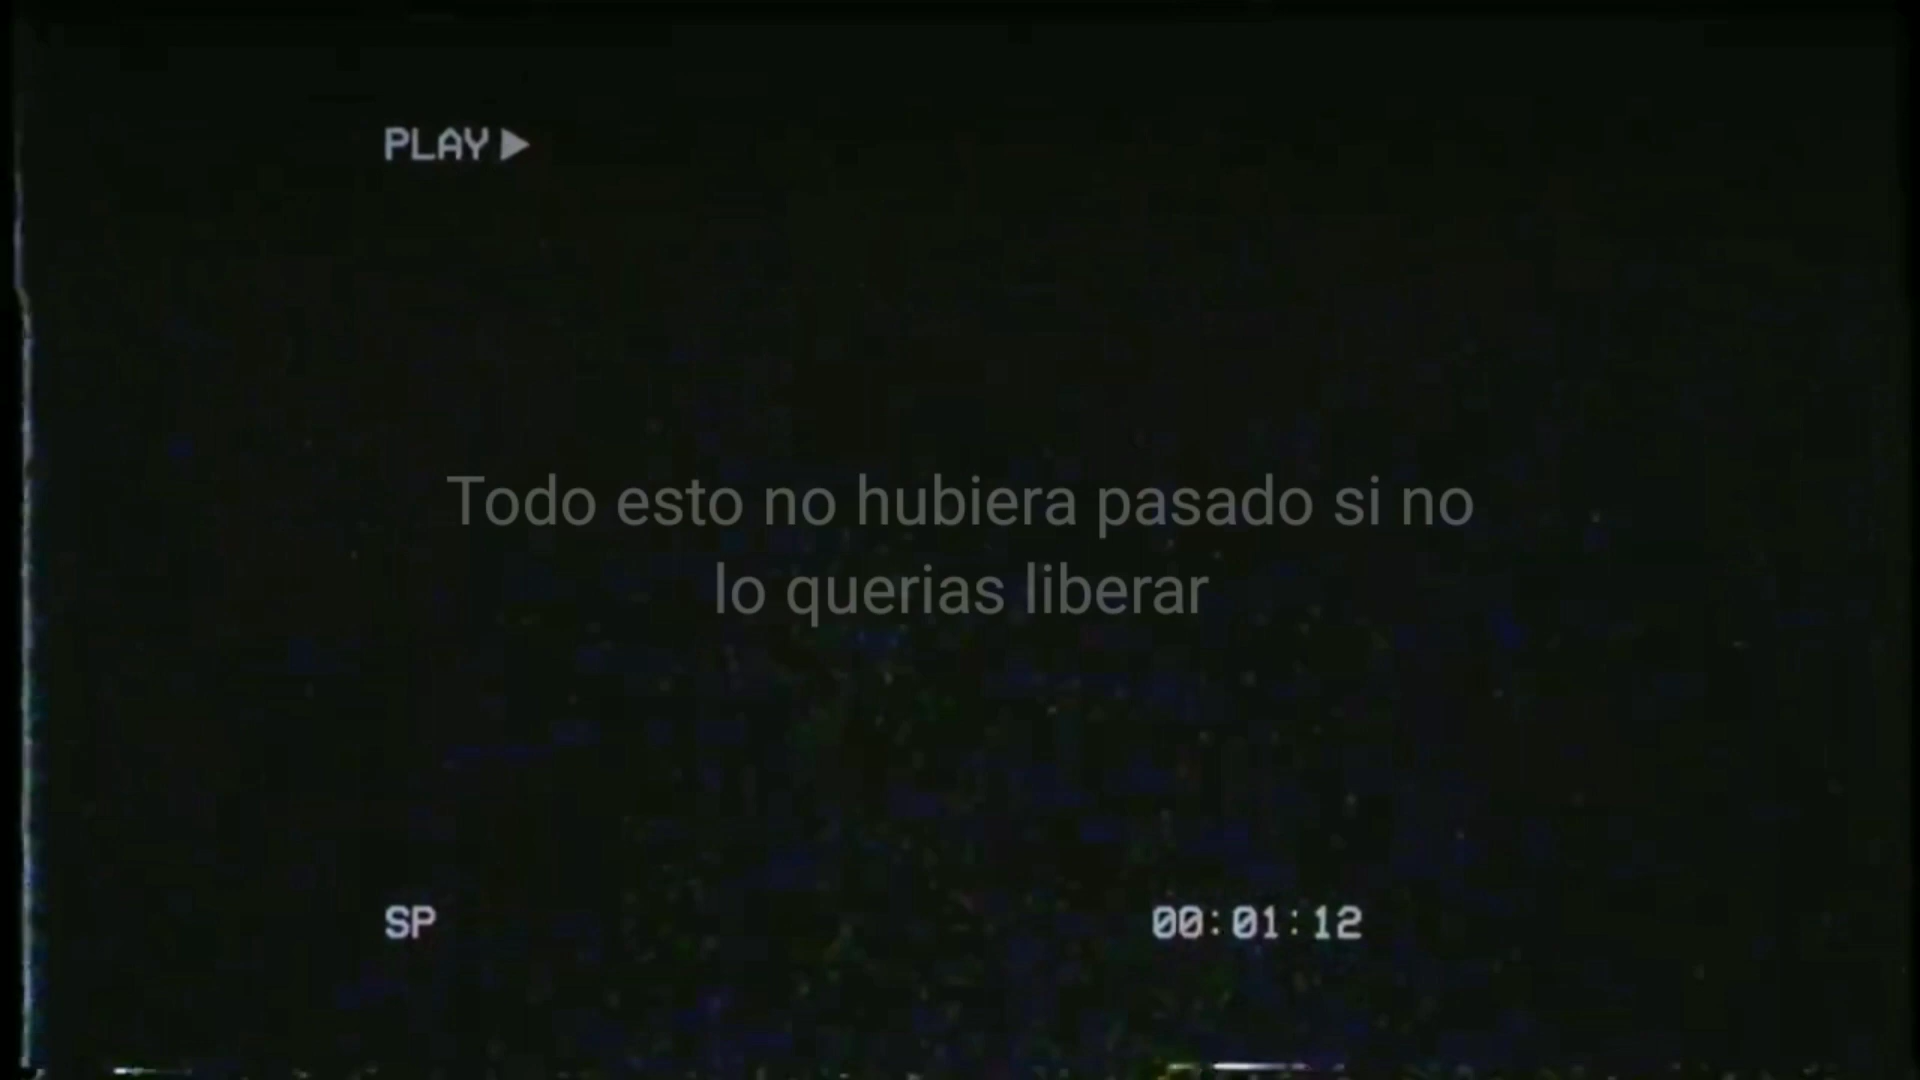 PLAY ▶
Todo esto no hubiera pasado si no
lo querias liberar
SP
00:01:12